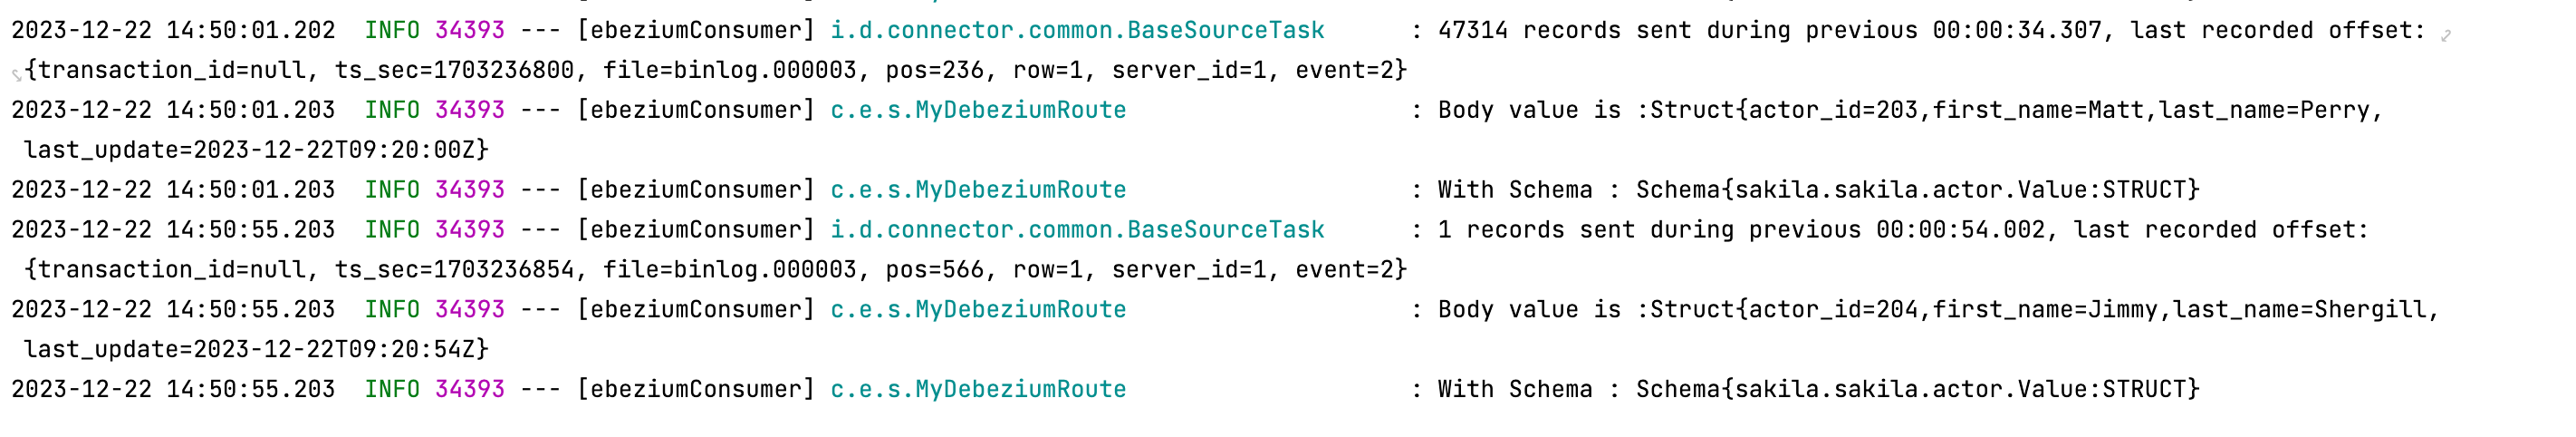 2023-12-22 14:50:01.202  INFO 34393 --- [ebeziumConsumer] i.d.connector.common.BaseSourceTask      : 47314 records sent during previous 00:00:34.307, last recorded offset:
{transaction_id=null, ts_sec=1703236800, file=binlog.000003, pos=236, row=1, server_id=1, event=2}
2023-12-22 14:50:01.203  INFO 34393 --- [ebeziumConsumer] c.e.s.MyDebeziumRoute                    : Body value is :Struct{actor_id=203,first_name=Matt,last_name=Perry,
last_update=2023-12-22T09:20:00Z}
2023-12-22 14:50:01.203  INFO 34393 --- [ebeziumConsumer] c.e.s.MyDebeziumRoute                    : With Schema : Schema{sakila.sakila.actor.Value:STRUCT}
2023-12-22 14:50:55.203  INFO 34393 --- [ebeziumConsumer] i.d.connector.common.BaseSourceTask      : 1 records sent during previous 00:00:54.002, last recorded offset:
{transaction_id=null, ts_sec=1703236854, file=binlog.000003, pos=566, row=1, server_id=1, event=2}
2023-12-22 14:50:55.203  INFO 34393 --- [ebeziumConsumer] c.e.s.MyDebeziumRoute                    : Body value is :Struct{actor_id=204,first_name=Jimmy,last_name=Shergill,
last_update=2023-12-22T09:20:54Z}
2023-12-22 14:50:55.203  INFO 34393 --- [ebeziumConsumer] c.e.s.MyDebeziumRoute                    : With Schema : Schema{sakila.sakila.actor.Value:STRUCT}